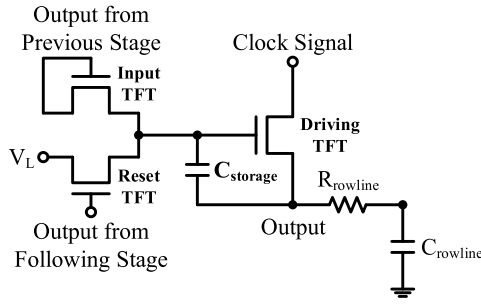 Output from
Previous Stage
Clock Signal
Input
TFT
Driving
TFT
V_L
Reset
TFT
C_storage
R_rowline
Output from
Following Stage
Output
C_rowline